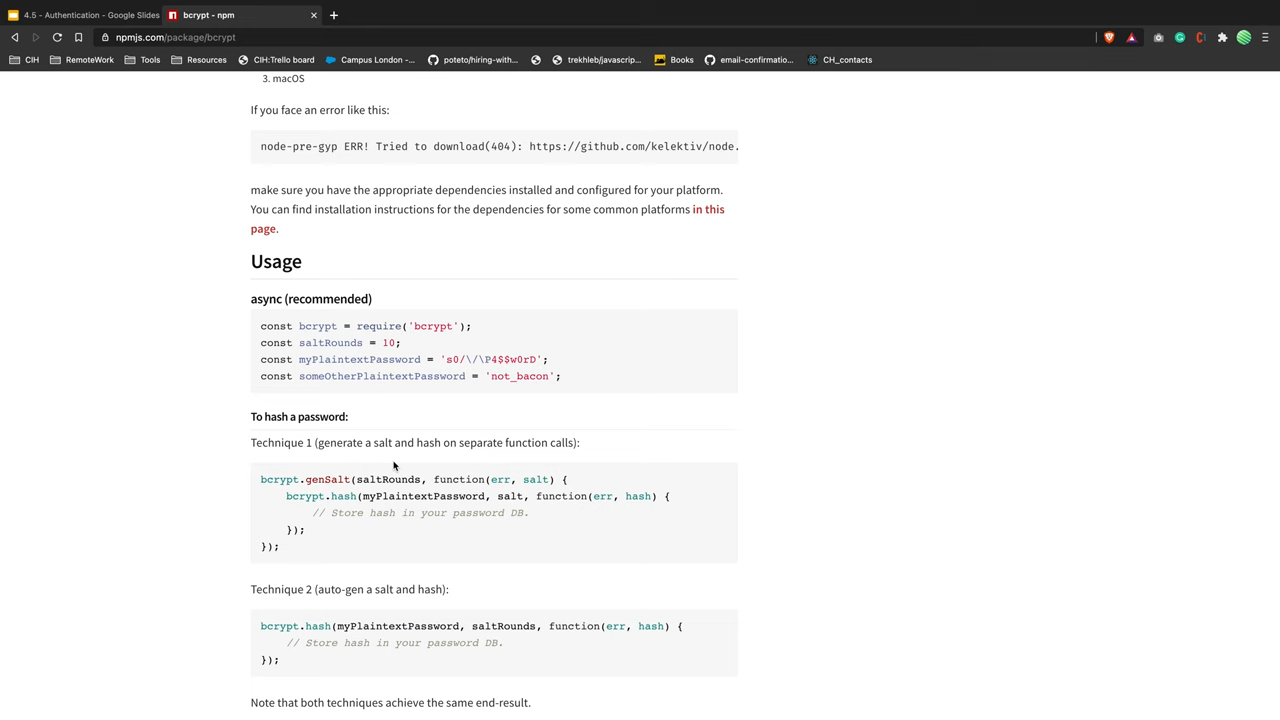 4.5 - Authentication - Google Slides
bcrypt - npm
npmjs.com/package/bcrypt
CIH
RemoteWork
Tools
Resources
CIH:Trello board
Campus London -...
poteto/hiring-with...
trekhleb/javascrip...
Books
email-confirmatio...
CH_contacts
3. macOS
If you face an error like this:
node-pre-gyp ERR! Tried to download(404): https://github.com/kelektiv/node.
make sure you have the appropriate dependencies installed and configured for your platform.
You can find installation instructions for the dependencies for some common platforms in this
page.
Usage
async (recommended)
const bcrypt = require('bcrypt');
const saltRounds = 10;
const myPlaintextPassword = 's0/\/\P4$$w0rD';
const someOtherPlaintextPassword = 'not_bacon';
To hash a password:
Technique 1 (generate a salt and hash on separate function calls):
bcrypt.genSalt(saltRounds, function(err, salt) {
bcrypt.hash(myPlaintextPassword, salt, function(err, hash) {
// Store hash in your password DB.
});
});
Technique 2 (auto-gen a salt and hash):
bcrypt.hash(myPlaintextPassword, saltRounds, function(err, hash) {
// Store hash in your password DB.
});
Note that both techniques achieve the same end-result.